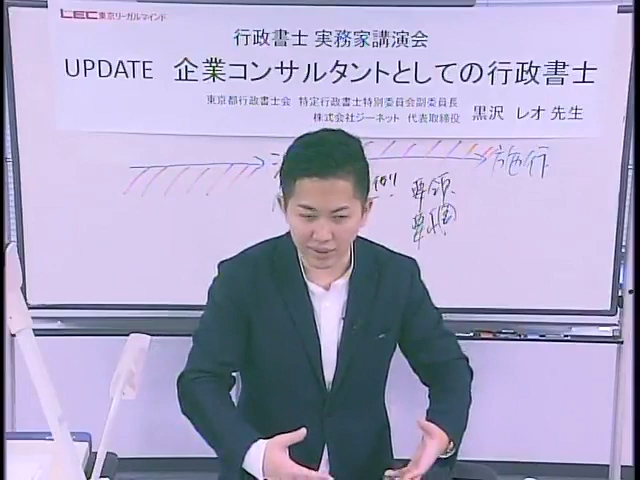 LEC東京リーガルマインド
行政書士 実務家講演会
UPDATE 企業コンサルタントとしての行政書士
東京都行政書士会 特定行政書士特別委員会副委員長
株式会社ジーネット 代表取締役 黒沢 レオ 先生
施行
要領
要綱